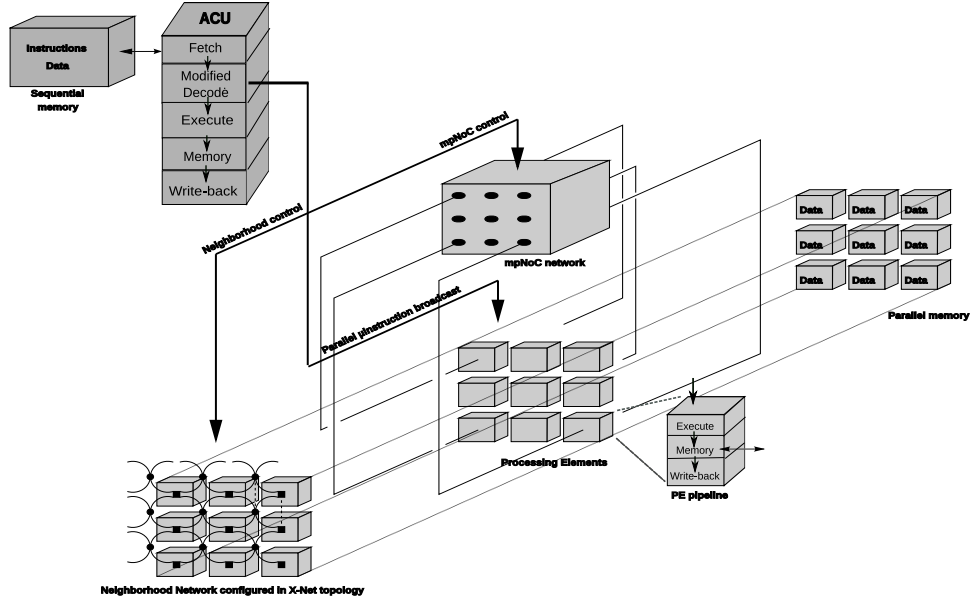 ACU
Instructions
Data
Sequential
memory
Fetch
Modified
Decode
Execute
Memory
Write-back
mpNoC control
Neighborhood control
mpNoC network
Parallel µinstruction broadcast
Data Data Data
Data Data Data
Data Data Data
Parallel memory
Processing Elements
Execute
Memory
Write-back
PE pipeline
Neighborhood Network configured in X-Net topology